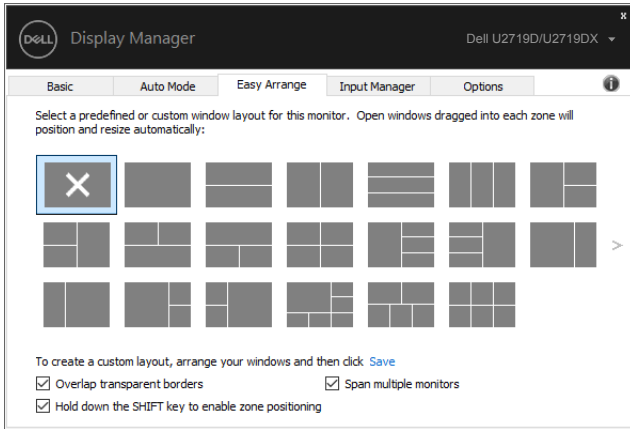 x
DELL Display Manager Dell U2719D/U2719DX
Basic Auto Mode Easy Arrange Input Manager Options i
Select a predefined or custom window layout for this monitor. Open windows dragged into each zone will
position and resize automatically:
>
To create a custom layout, arrange your windows and then click Save
Overlap transparent borders Span multiple monitors
Hold down the SHIFT key to enable zone positioning